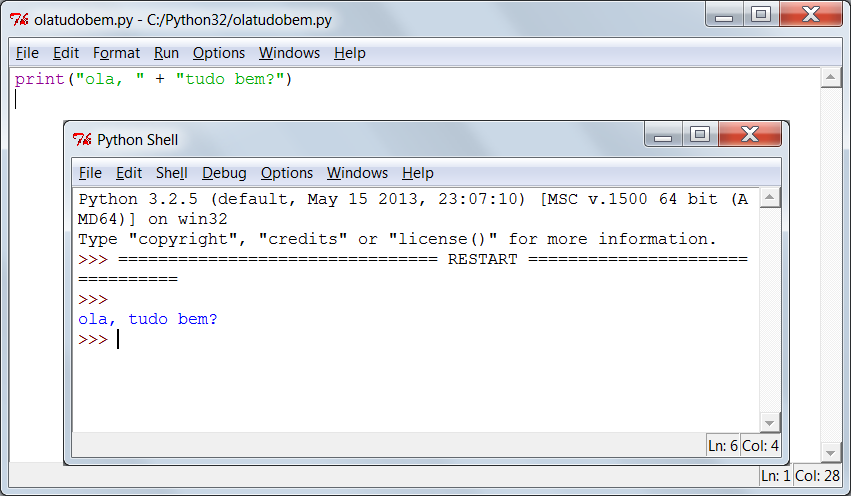 olatudobem.py - C:/Python32/olatudobem.py
File Edit Format Run Options Windows Help
print("ola, " + "tudo bem?")
Python Shell
File Edit Shell Debug Options Windows Help
Python 3.2.5 (default, May 15 2013, 23:07:10) [MSC v.1500 64 bit (A
MD64)] on win32
Type "copyright", "credits" or "license()" for more information.
>>> ================================ RESTART ======================
==========
>>>
ola, tudo bem?
>>>
Ln: 6 Col: 4
Ln: 1 Col: 28